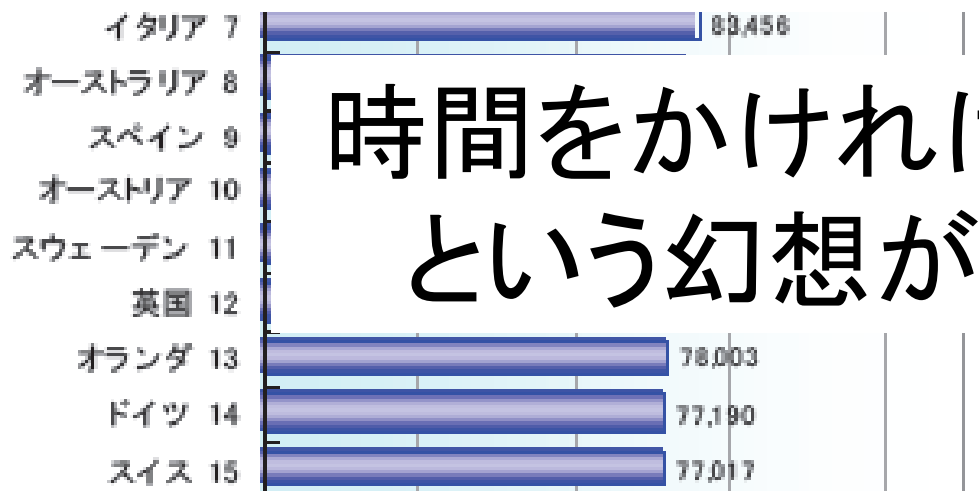 イタリア 7 83,456
オーストラリア 8
スペイン 9
オーストリア 10
スウェーデン 11
英国 12
時間をかけれ
という幻想が
オランダ 13 78,003
ドイツ 14 77,190
スイス 15 77,017